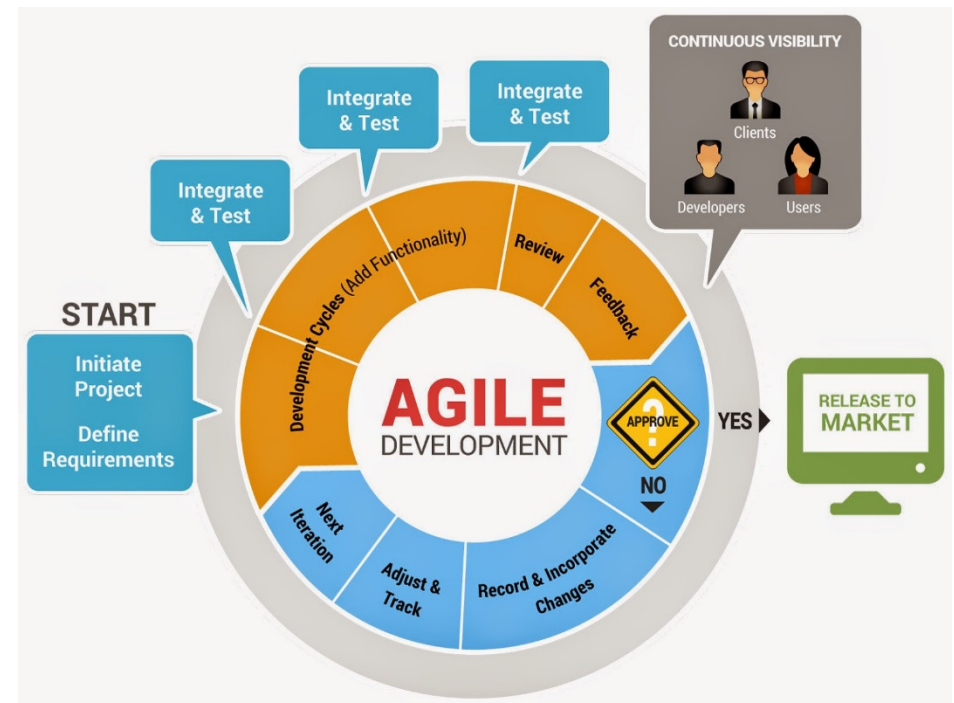 START
Initiate
Project
Define
Requirements
Integrate
& Test
Integrate
& Test
Integrate
& Test
CONTINUOUS VISIBILITY
Clients
Developers
Users
Development Cycles (Add Functionality)
Review
Feedback
AGILE
DEVELOPMENT
?
APPROVE
YES
NO
RELEASE TO
MARKET
Record & Incorporate
Changes
Adjust &
Track
Next
Iteration